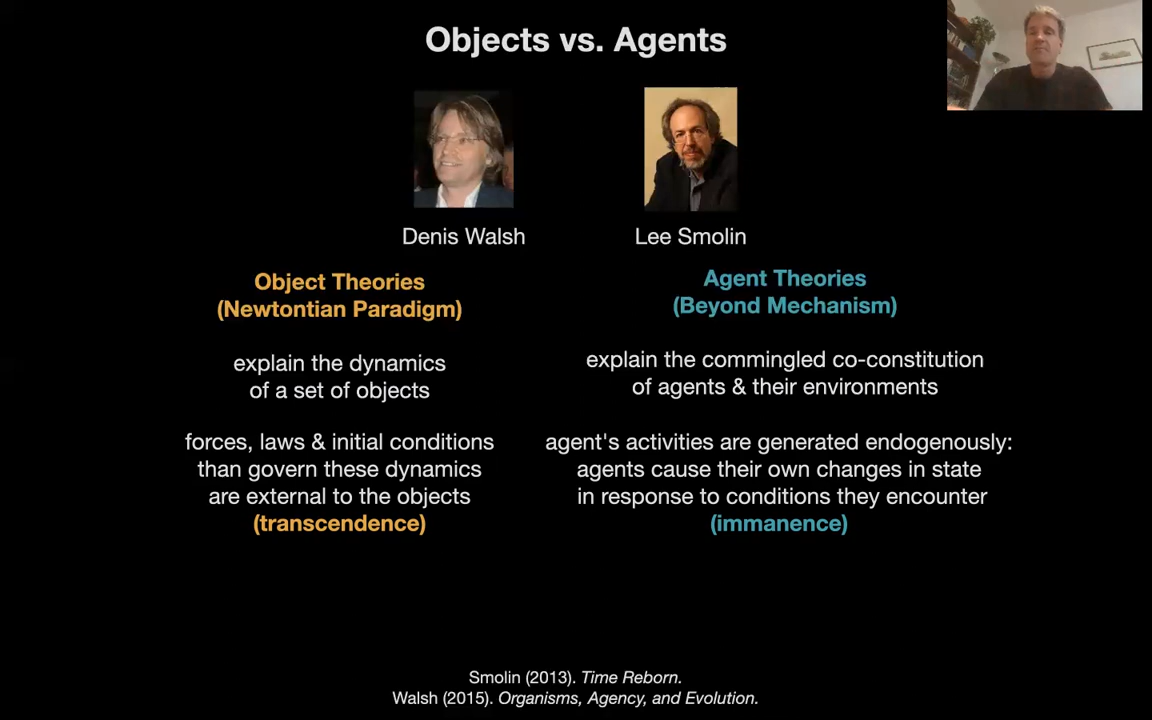 Objects vs. Agents
Denis Walsh
Lee Smolin
Object Theories
(Newtontian Paradigm)
explain the dynamics
of a set of objects
forces, laws & initial conditions
than govern these dynamics
are external to the objects
(transcendence)
Agent Theories
(Beyond Mechanism)
explain the commingled co-constitution
of agents & their environments
agent's activities are generated endogenously:
agents cause their own changes in state
in response to conditions they encounter
(immanence)
Smolin (2013). Time Reborn.
Walsh (2015). Organisms, Agency, and Evolution.